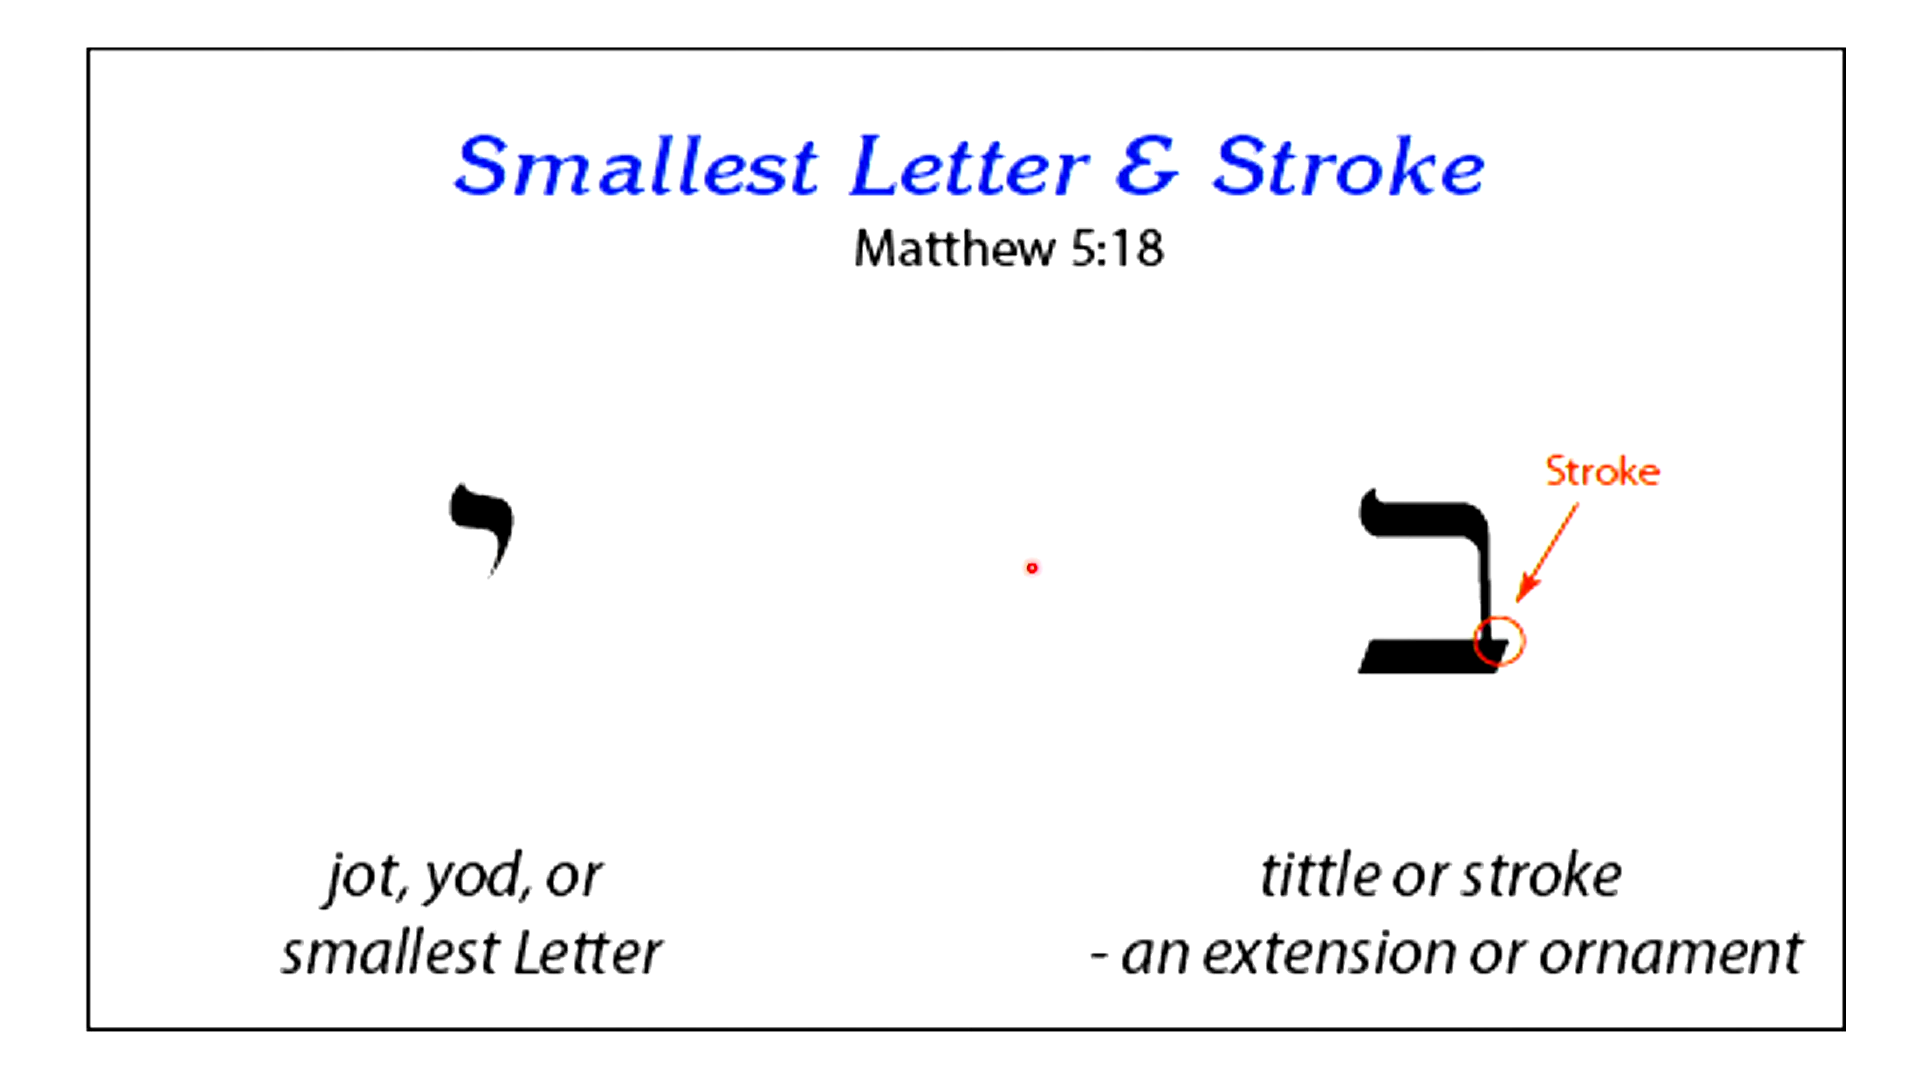 Smallest Letter & Stroke
Matthew 5:18
Stroke
י
ב
jot, yod, or
smallest Letter
tittle or stroke
- an extension or ornament